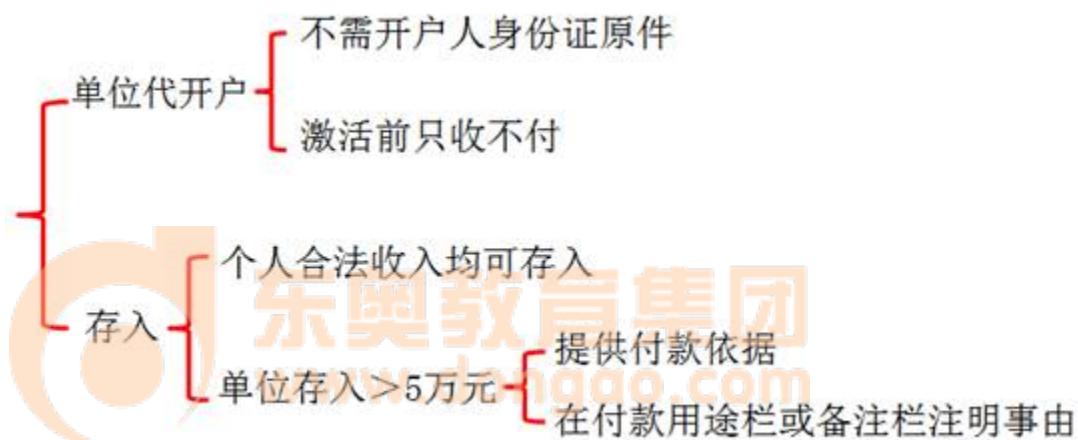 不需开户人身份证原件
单位代开户
激活前只收不付
个人合法收入均可存入
东奥教育集团
存入
提供付款依据
单位存入＞5万元
www.dongao.com
在付款用途栏或备注栏注明事由